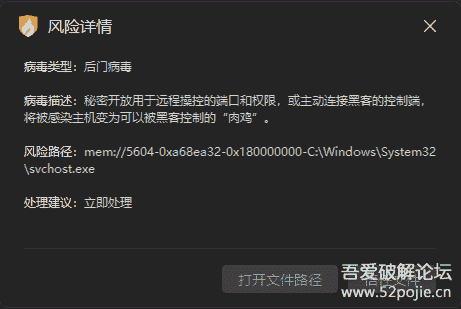 风险详情
病毒类型：后门病毒
病毒描述：秘密开放用于远程操控的端口和权限，或主动连接黑客的控制端，
将被感染主机变为可以被黑客控制的“肉鸡”。
风险路径：mem://5604-0xa68ea32-0x180000000-C:\Windows\System32
\svchost.exe
处理建议：立即处理
打开文件路径
信任文件
吾爱破解论坛
www.52pojie.cn